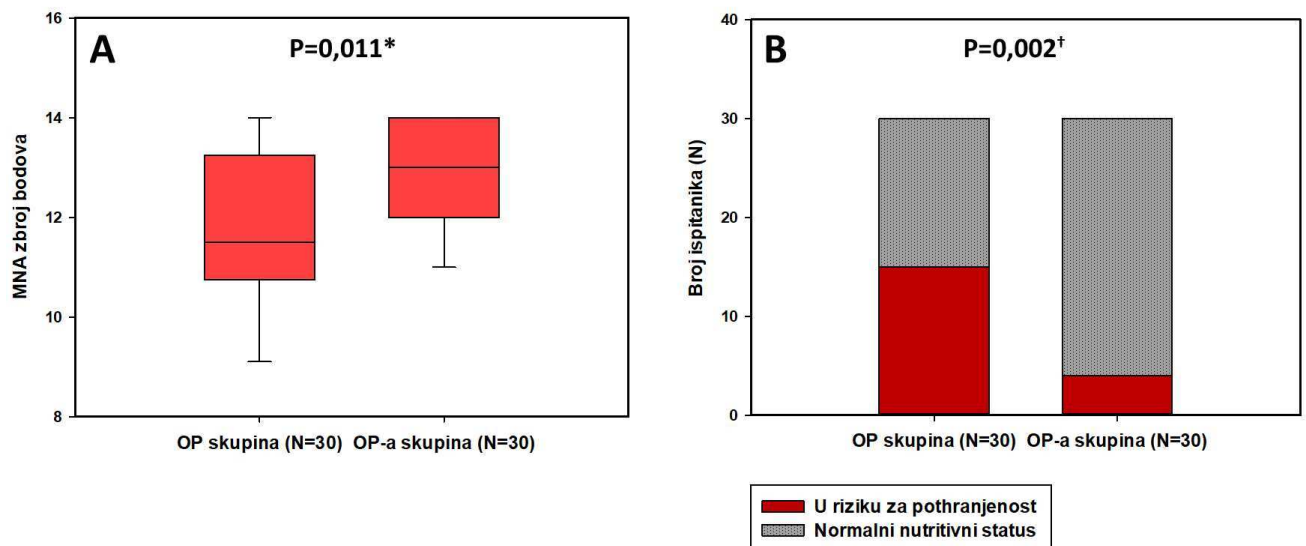 A
P=0,011*
MNA zbroj bodova
16
14
12
10
8
OP skupina (N=30) OP-a skupina (N=30)
B
P=0,002†
Broj ispitanika (N)
40
30
20
10
0
OP skupina (N=30) OP-a skupina (N=30)
U riziku za pothranjenost
Normalni nutritivni status